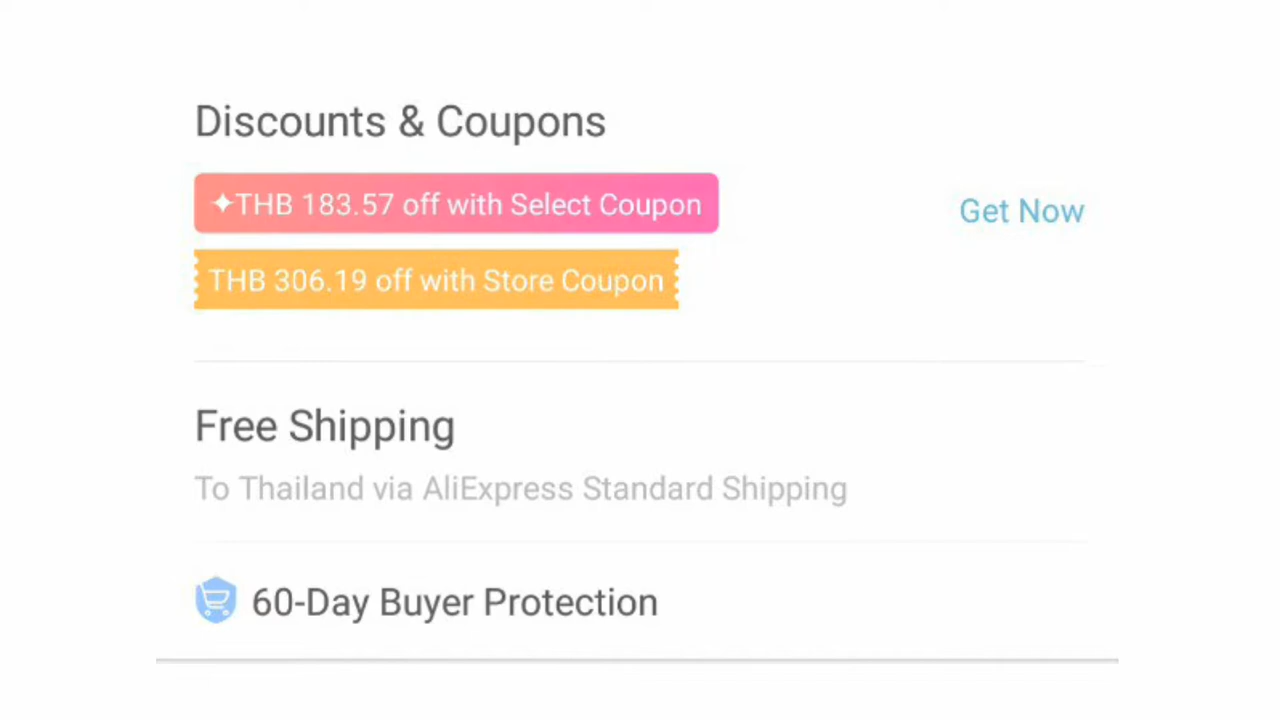 Discounts & Coupons
✦THB 183.57 off with Select Coupon
Get Now
THB 306.19 off with Store Coupon
Free Shipping
To Thailand via AliExpress Standard Shipping
60-Day Buyer Protection